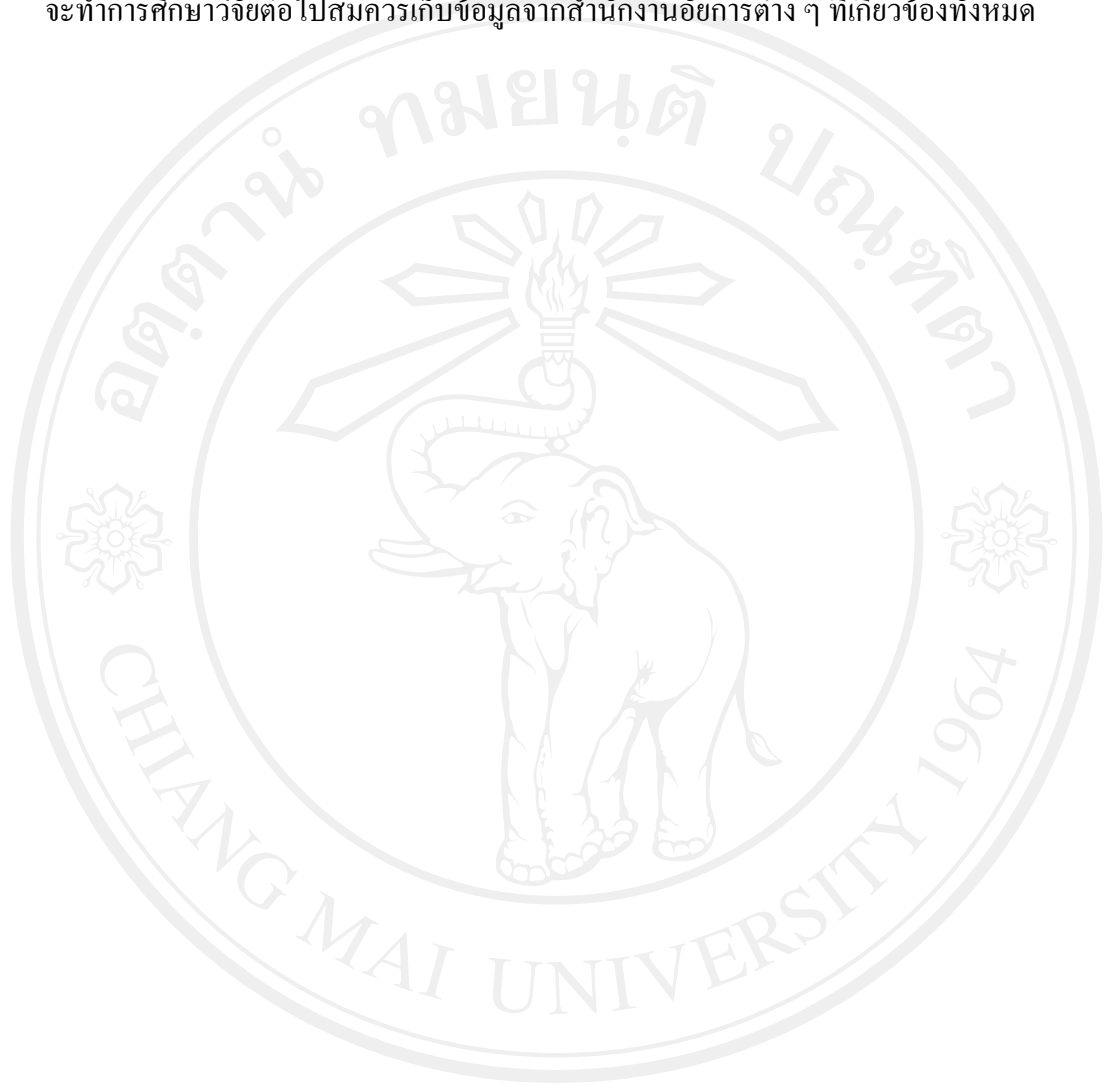 จะทำการศึกษาวิจัยต่อไปสมควรเก็บข้อมูลจากสำนักงานอัยการต่าง ๆ ที่เกี่ยวข้องทั้งหมด
อตฺตานํ ทมยนฺติ ปณฺฑิตา
CHIANG MAI UNIVERSITY 1964